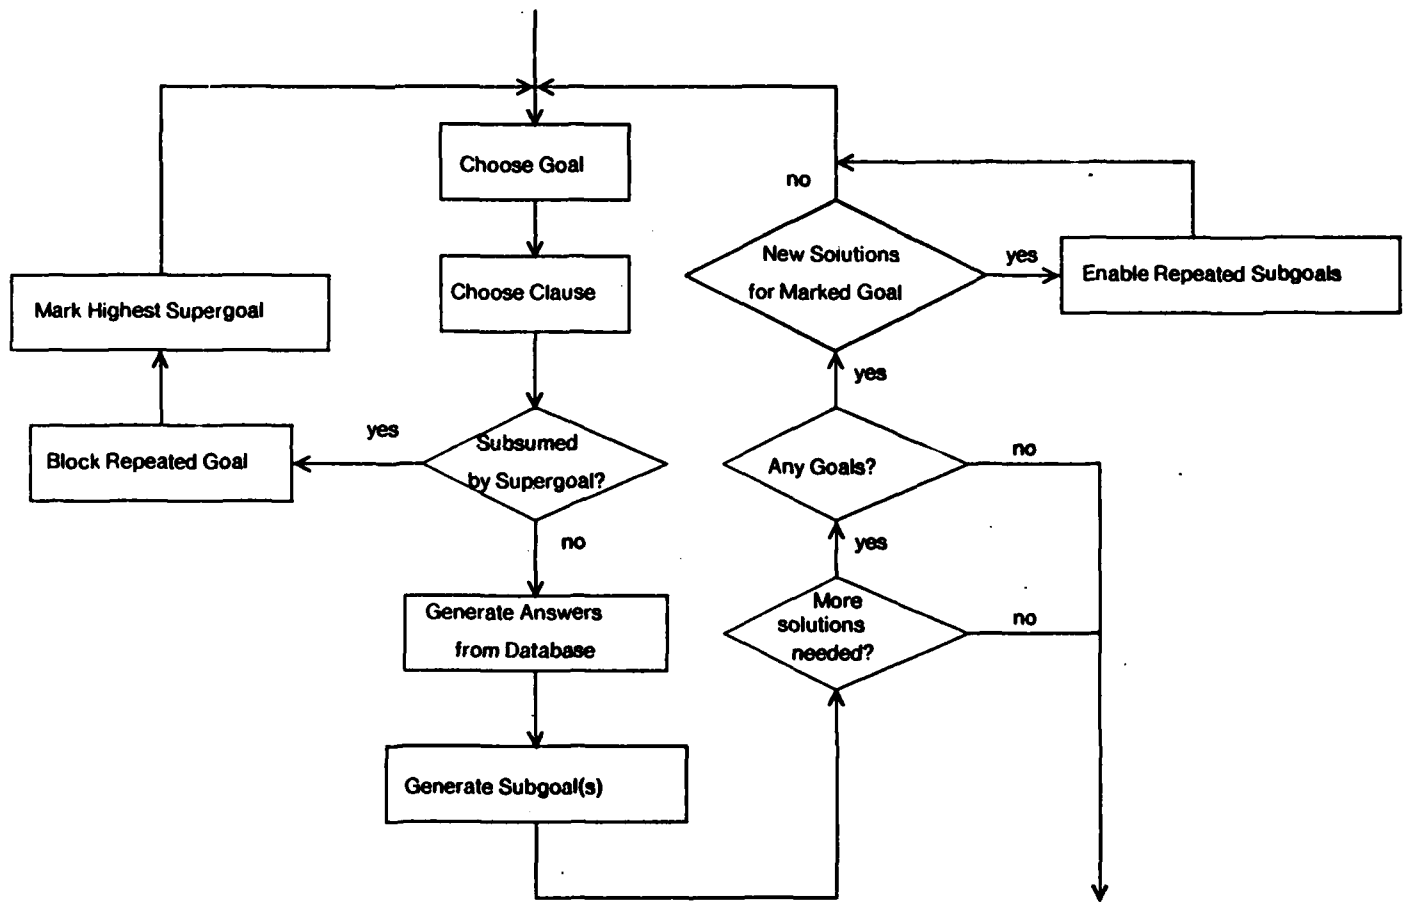 Choose Goal
Choose Clause
Subsumed
by Supergoal?
yes
Block Repeated Goal
Mark Highest Supergoal
no
Generate Answers
from Database
Generate Subgoal(s)
More
solutions
needed?
no
yes
Any Goals?
no
yes
New Solutions
for Marked Goal
no
yes
Enable Repeated Subgoals